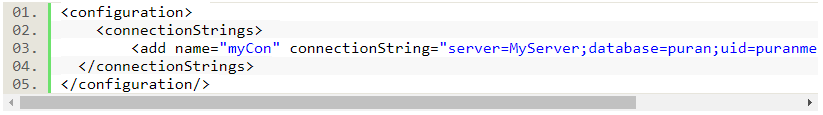 01. <configuration>
02. <connectionStrings>
03. <add name="myCon" connectionString="server=MyServer;database=puran;uid=puranme
04. </connectionStrings>
05. </configuration/>